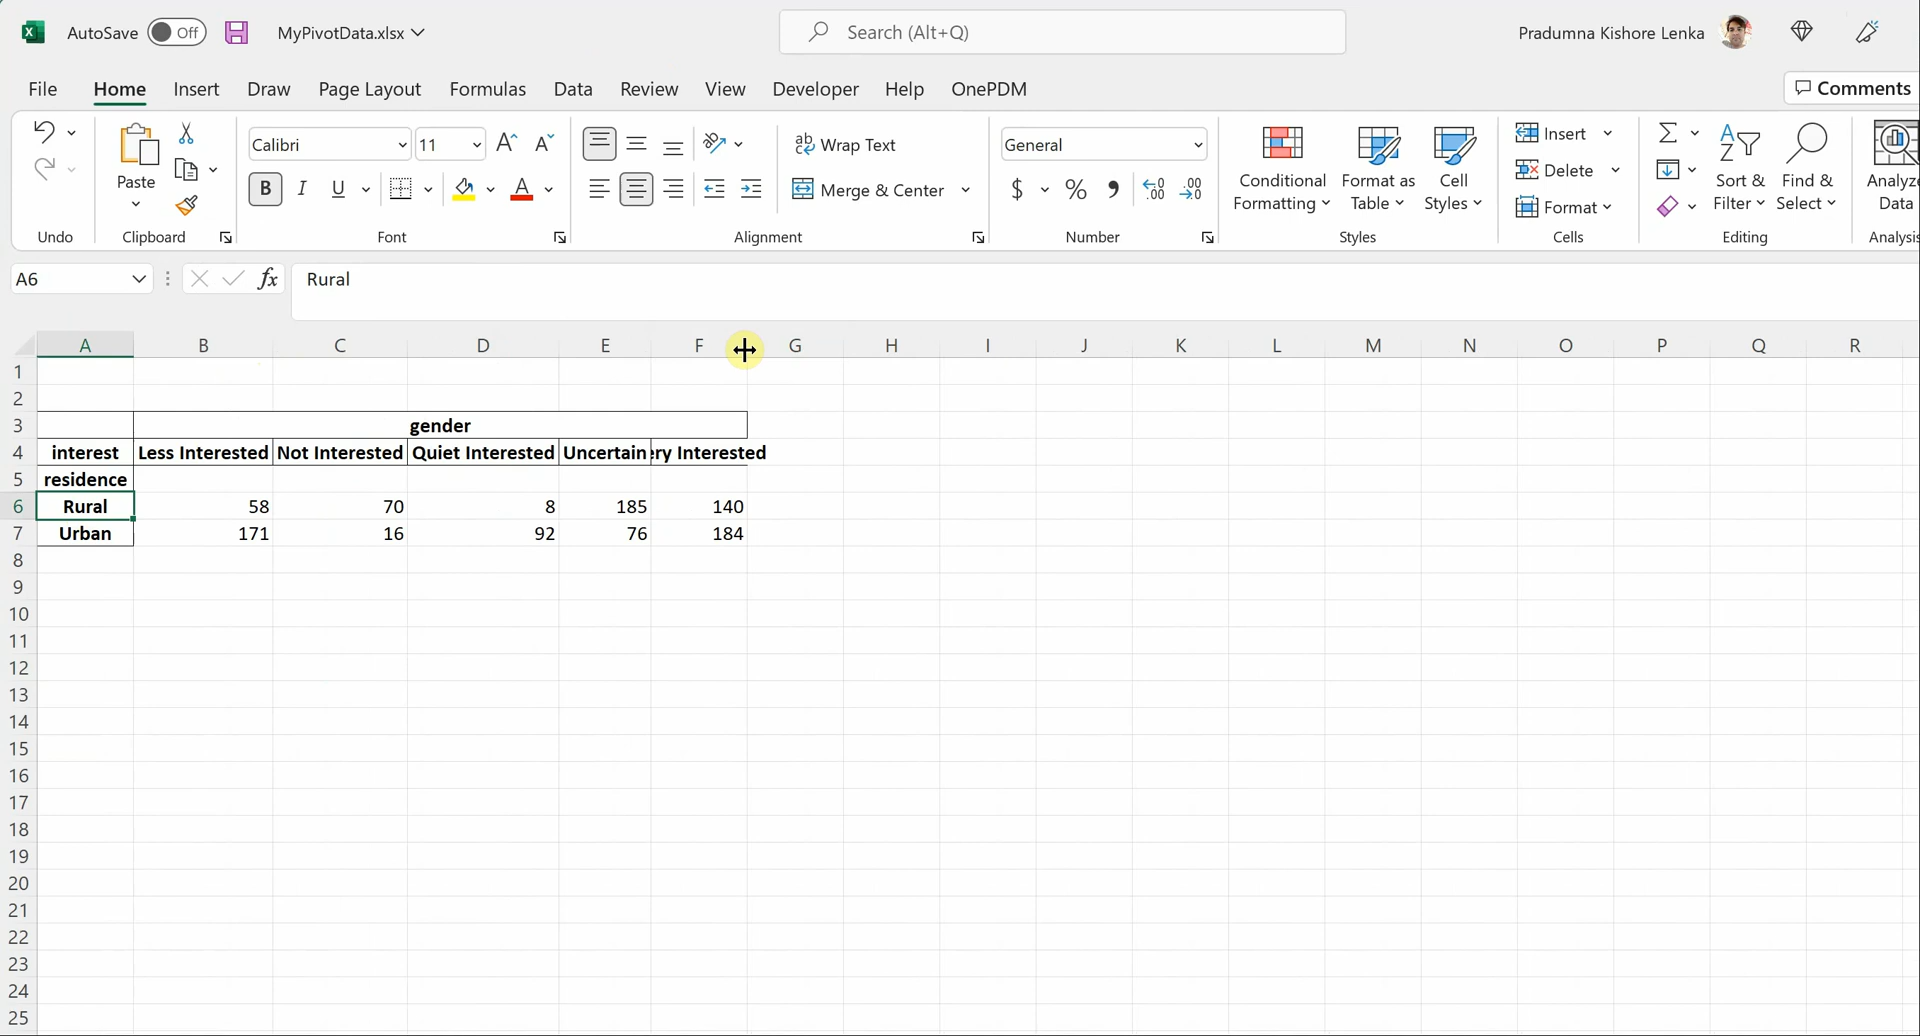 AutoSave Off MyPivotData.xlsx Search (Alt+Q) Pradumna Kishore Lenka
File Home Insert Draw Page Layout Formulas Data Review View Developer Help OnePDM Comments
Calibri 11 ab Wrap Text General Insert
Paste B I U A Merge & Center $ % Conditional Formatting Format as Table Cell Styles Delete Format Sort & Filter Find & Select Analyze Data
Undo Clipboard Font Alignment Number Styles Cells Editing Analysis
A6 fx Rural
A B C D E F G H I J K L M N O P Q R
1
2
3 gender
4 interest Less Interested Not Interested Quiet Interested Uncertain ery Interested
5 residence
6 Rural 58 70 8 185 140
7 Urban 171 16 92 76 184
8
9
10
11
12
13
14
15
16
17
18
19
20
21
22
23
24
25